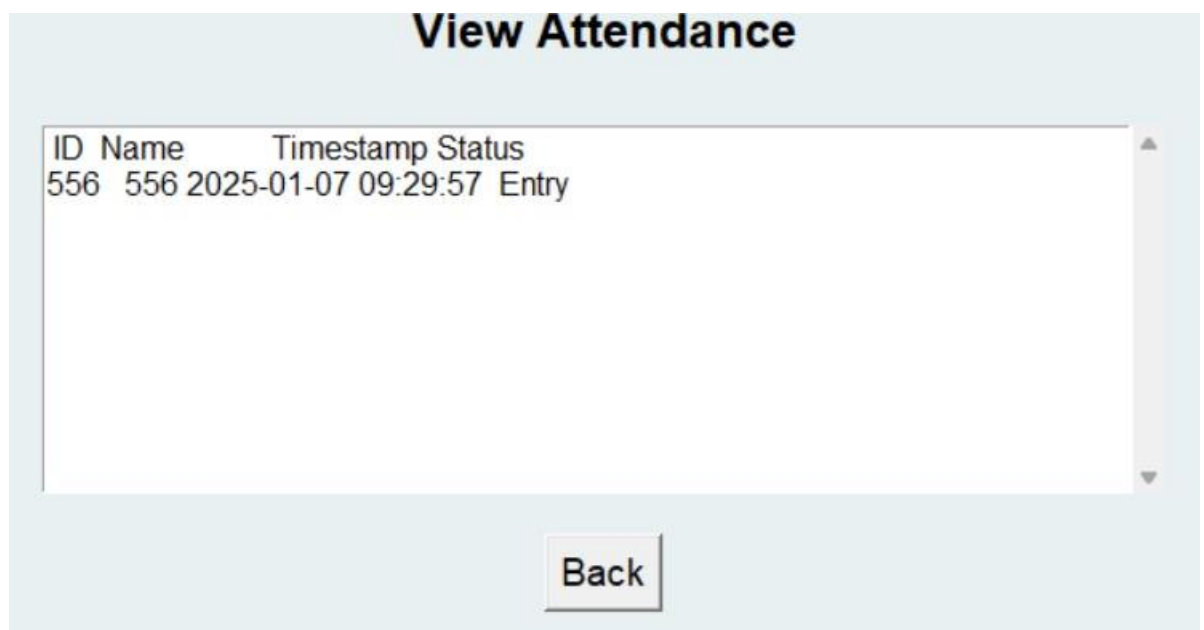 View Attendance
ID Name Timestamp Status
556 556 2025-01-07 09:29:57 Entry
Back